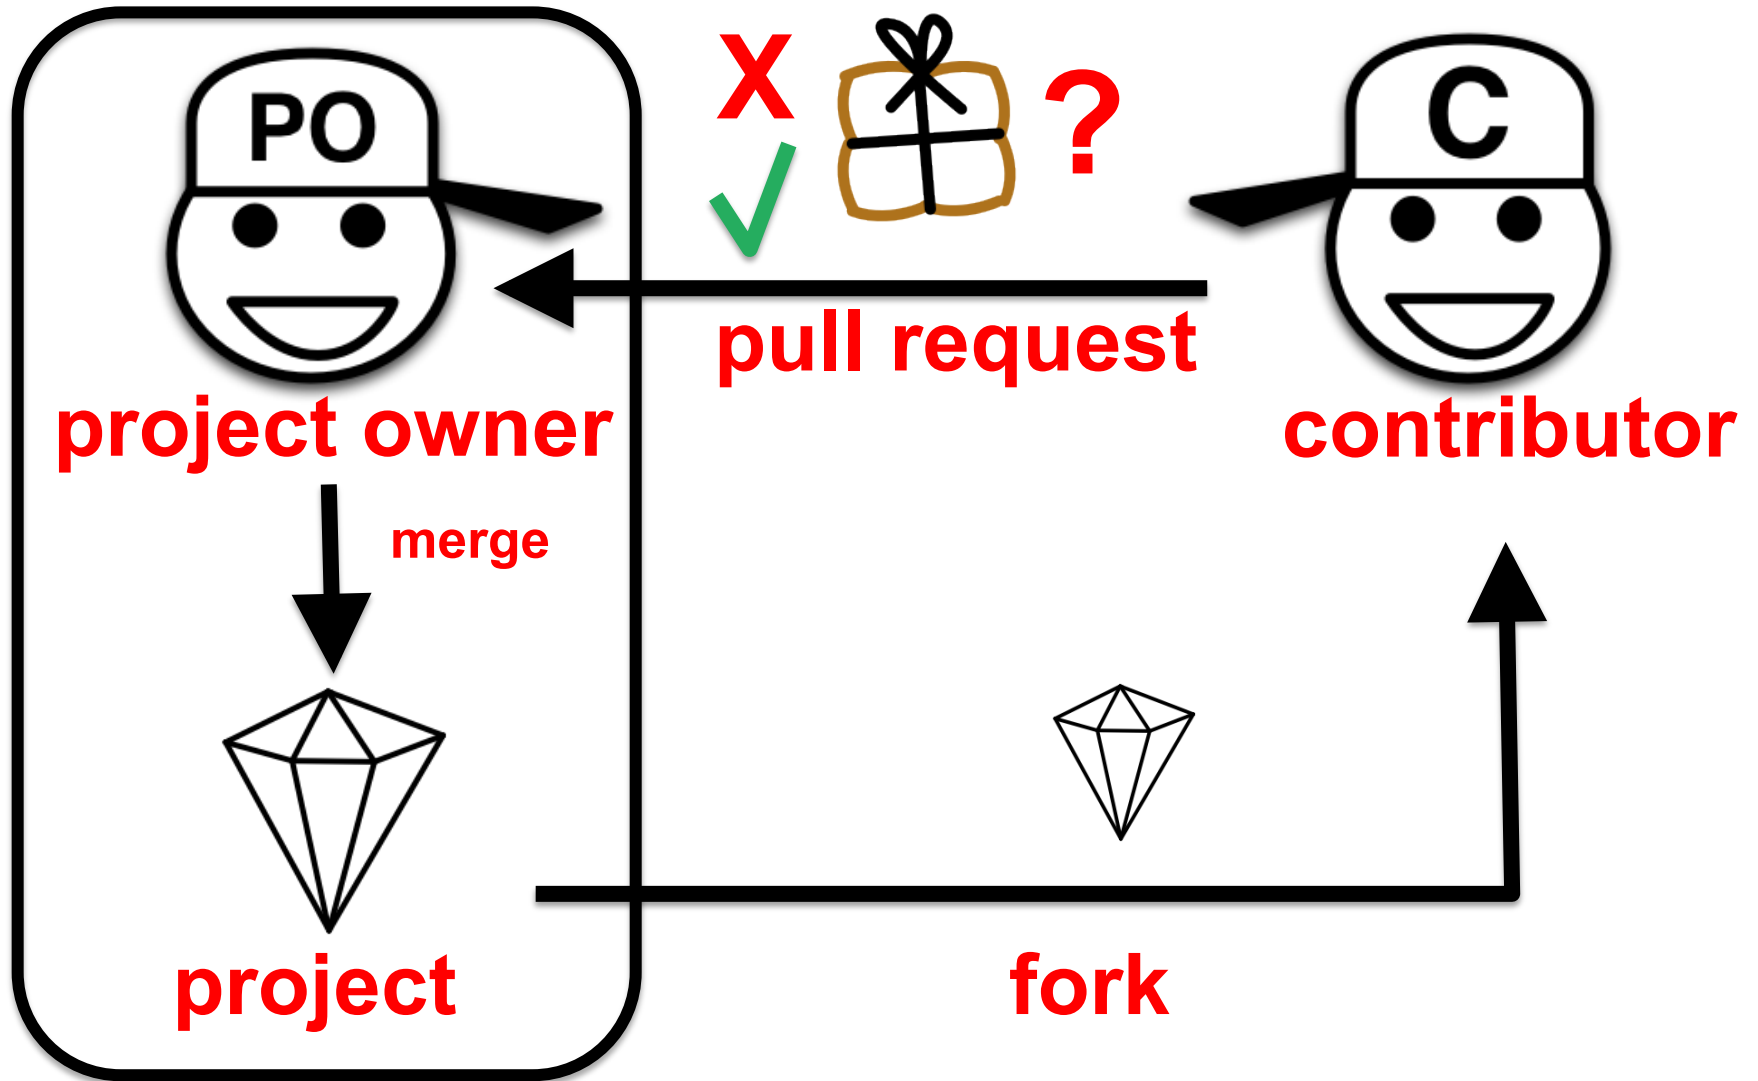 PO
X
?
C
pull request
project owner
contributor
merge
project
fork